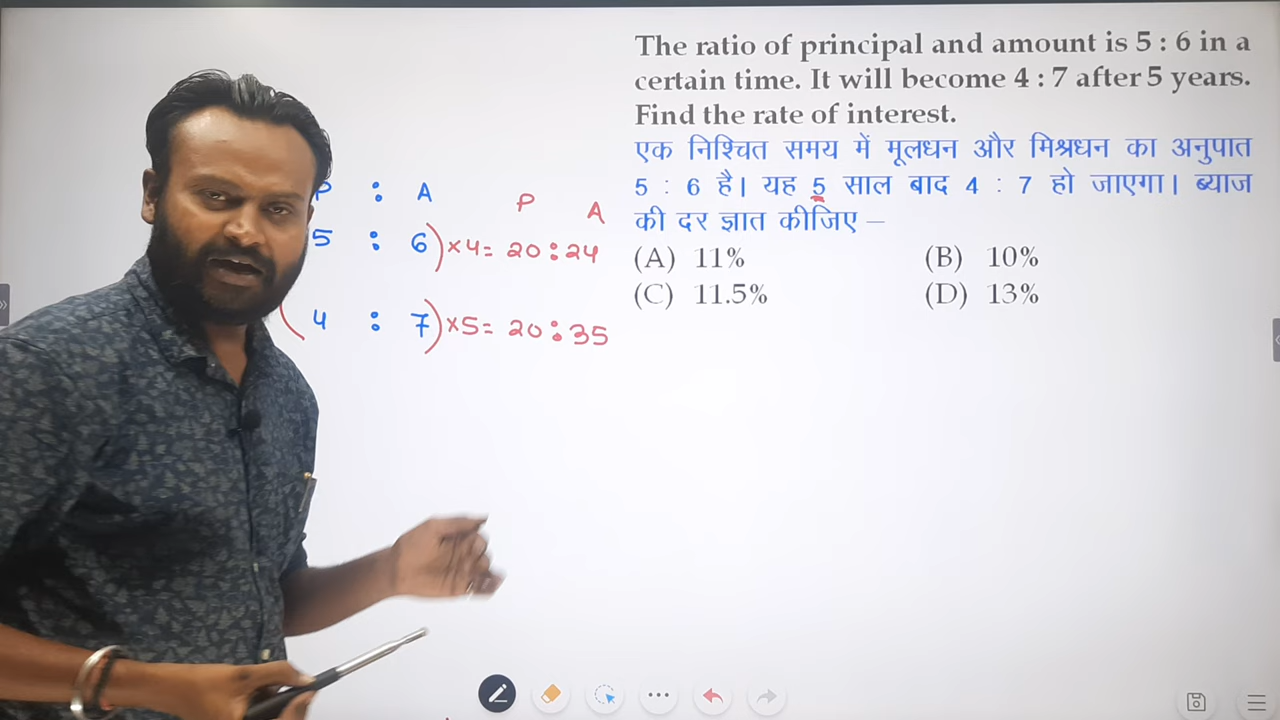 The ratio of principal and amount is 5 : 6 in a
certain time. It will become 4 : 7 after 5 years.
Find the rate of interest.
एक निश्चित समय में मूलधन और मिश्रधन का अनुपात
5 : 6 है। यह 5 साल बाद 4 : 7 हो जाएगा। ब्याज
की दर ज्ञात कीजिए –
(A) 11% (B) 10%
(C) 11.5% (D) 13%
P : A
P A
5 : 6) ×4= 20:24
(4 : 7) ×5= 20:35